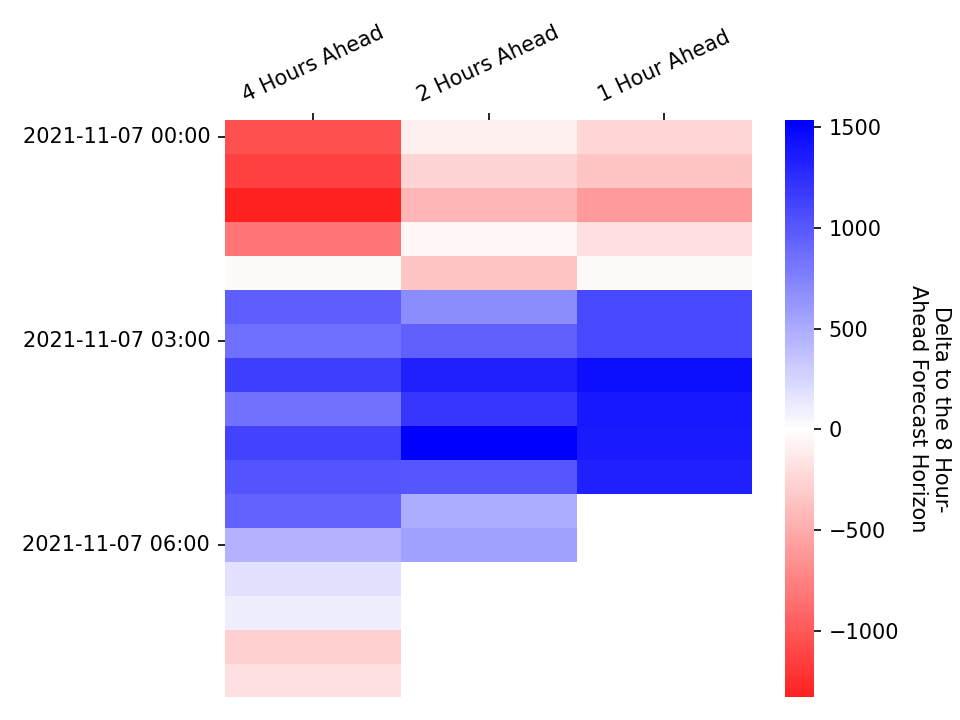 4 Hours Ahead
2 Hours Ahead
1 Hour Ahead
2021-11-07 00:00
2021-11-07 03:00
2021-11-07 06:00
1500
1000
500
0
−500
−1000
Delta to the 8 Hour-
Ahead Forecast Horizon